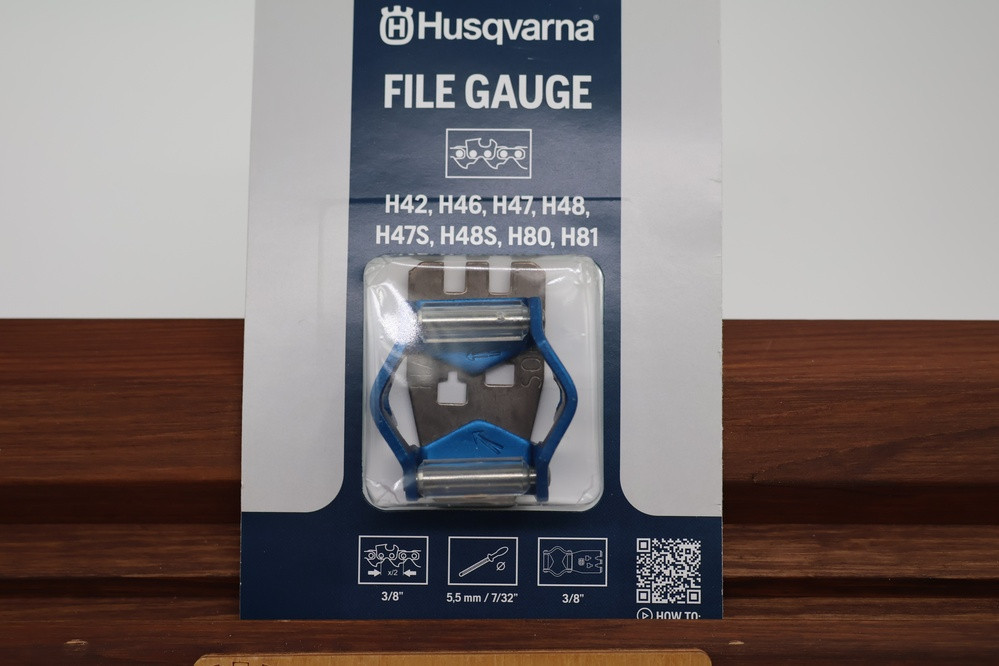 Husqvarna®
FILE GAUGE
H42, H46, H47, H48,
H47S, H48S, H80, H81
x/2
Ø
3/8"
5,5 mm / 7/32"
3/8"
HOW TO: